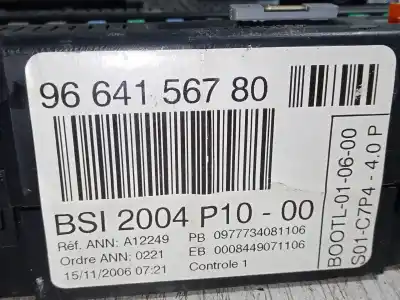 96 641 567 80
BSI 2004 P10 - 00
Réf. ANN: A12249 PB 0977734081106
Ordre ANN: 0221 EB 0008449071106
15/11/2006 07:21 Controle 1
BOOTL-01-06-00
S01-C7P4 - 4.0 P